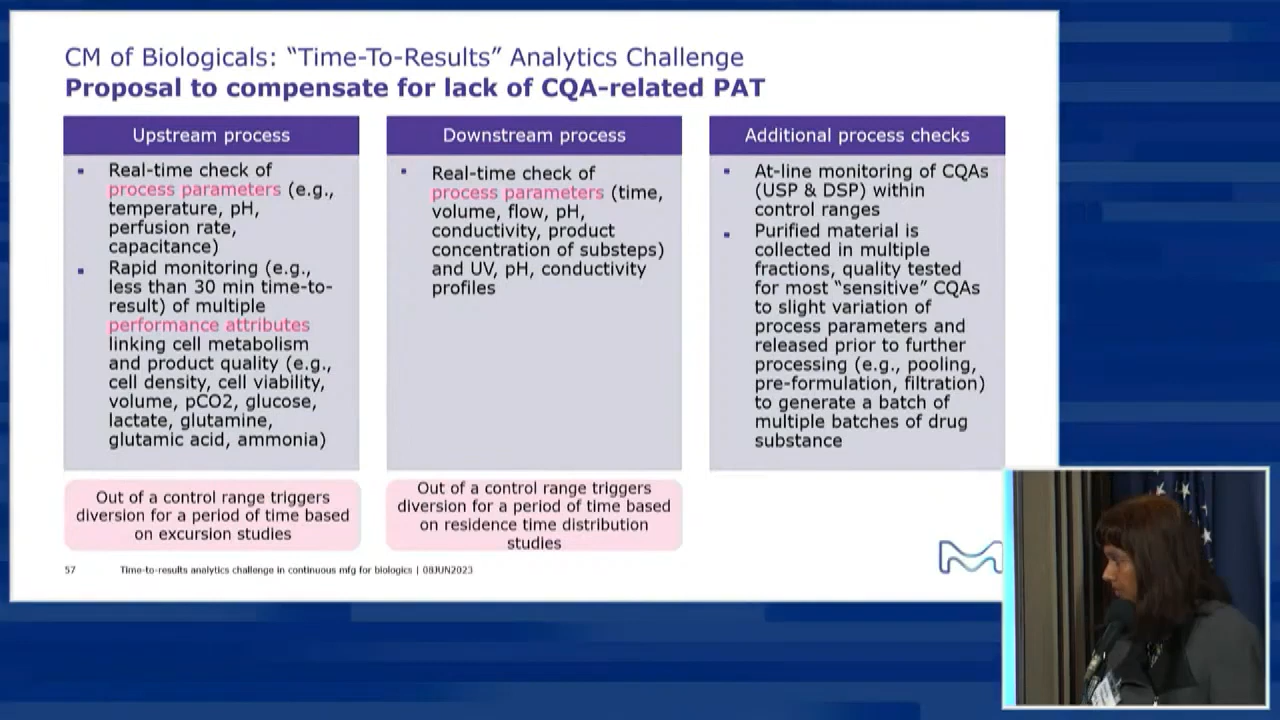 CM of Biologicals: “Time-To-Results” Analytics Challenge
Proposal to compensate for lack of CQA-related PAT
Upstream process
▪ Real-time check of
process parameters (e.g.,
temperature, pH,
perfusion rate,
capacitance)
▪ Rapid monitoring (e.g.,
less than 30 min time-to-
result) of multiple
performance attributes
linking cell metabolism
and product quality (e.g.,
cell density, cell viability,
volume, pCO2, glucose,
lactate, glutamine,
glutamic acid, ammonia)
Out of a control range triggers
diversion for a period of time based
on excursion studies
Downstream process
▪ Real-time check of
process parameters (time,
volume, flow, pH,
conductivity, product
concentration of substeps)
and UV, pH, conductivity
profiles
Out of a control range triggers
diversion for a period of time based
on residence time distribution
studies
Additional process checks
▪ At-line monitoring of CQAs
(USP & DSP) within
control ranges
▪ Purified material is
collected in multiple
fractions, quality tested
for most “sensitive” CQAs
to slight variation of
process parameters and
released prior to further
processing (e.g., pooling,
pre-formulation, filtration)
to generate a batch of
multiple batches of drug
substance
57 Time-to-results analytics challenge in continuous mfg for biologics | 08JUN2023